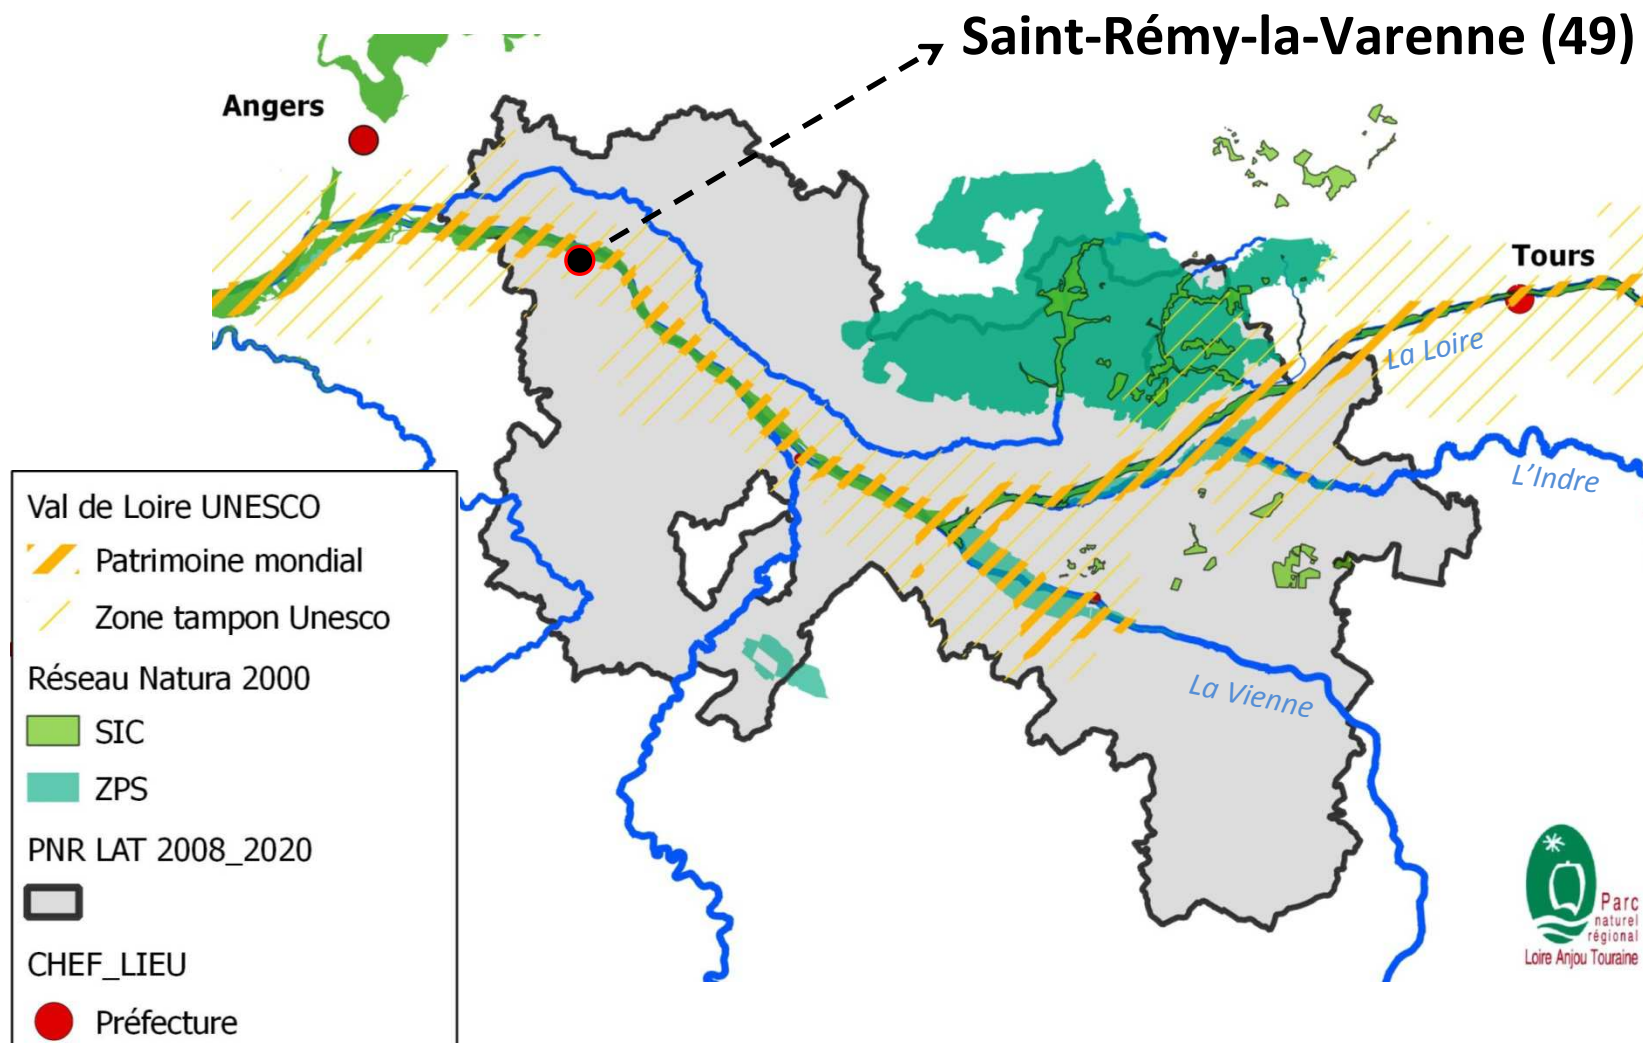 Saint-Rémy-la-Varenne (49)
Angers
Tours
La Loire
L'Indre
La Vienne
Val de Loire UNESCO
Patrimoine mondial
Zone tampon Unesco
Réseau Natura 2000
SIC
ZPS
PNR LAT 2008_2020
CHEF_LIEU
Préfecture
Parc
naturel
régional
Loire Anjou Touraine